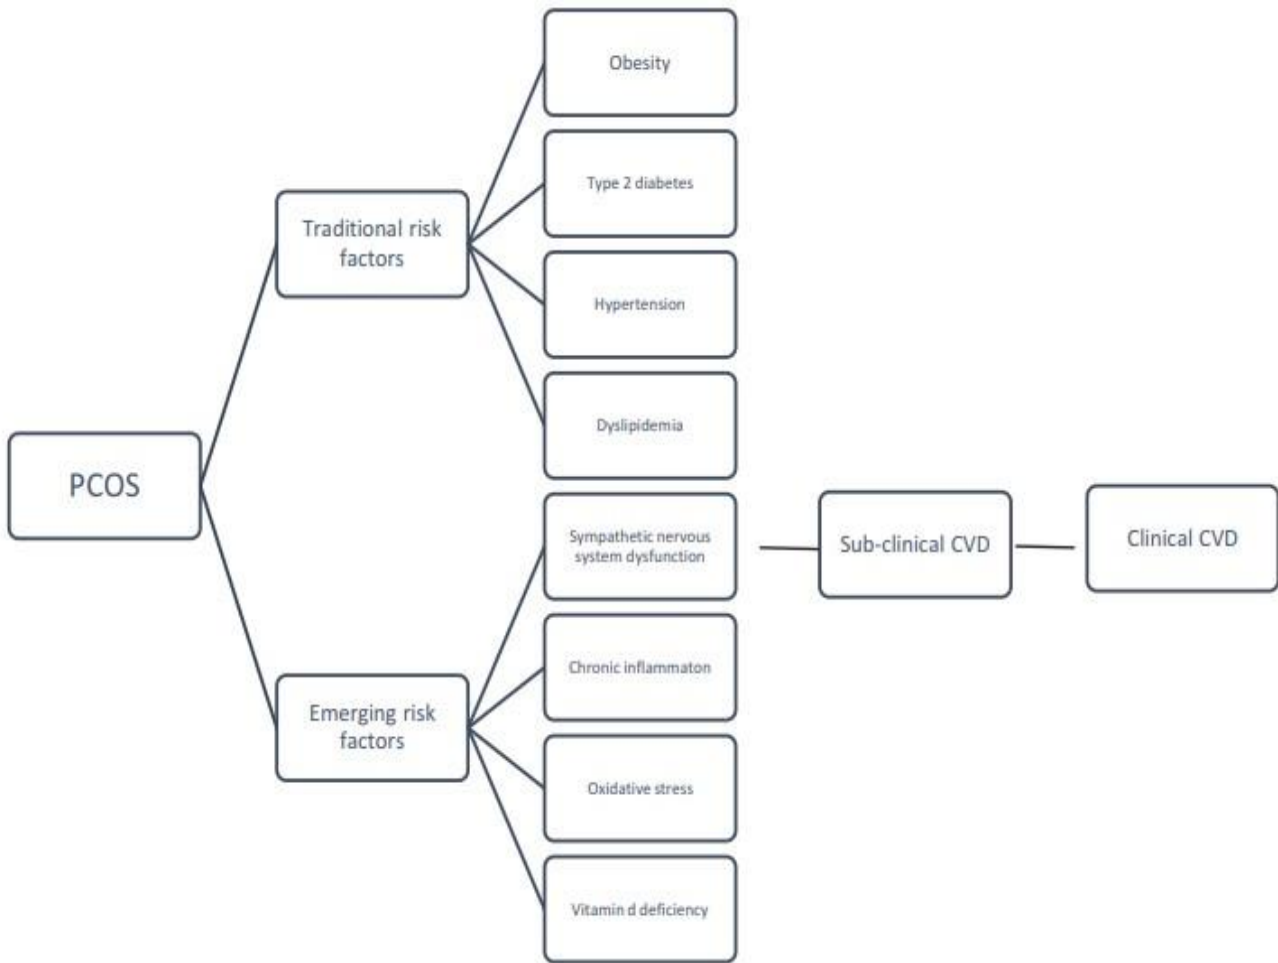 Obesity
Type 2 diabetes
Traditional risk
factors
Hypertension
Dyslipidemia
PCOS
Sympathetic nervous
system dysfunction
Sub-clinical CVD
Clinical CVD
Chronic inflammaton
Emerging risk
factors
Oxidative stress
Vitamin d deficiency